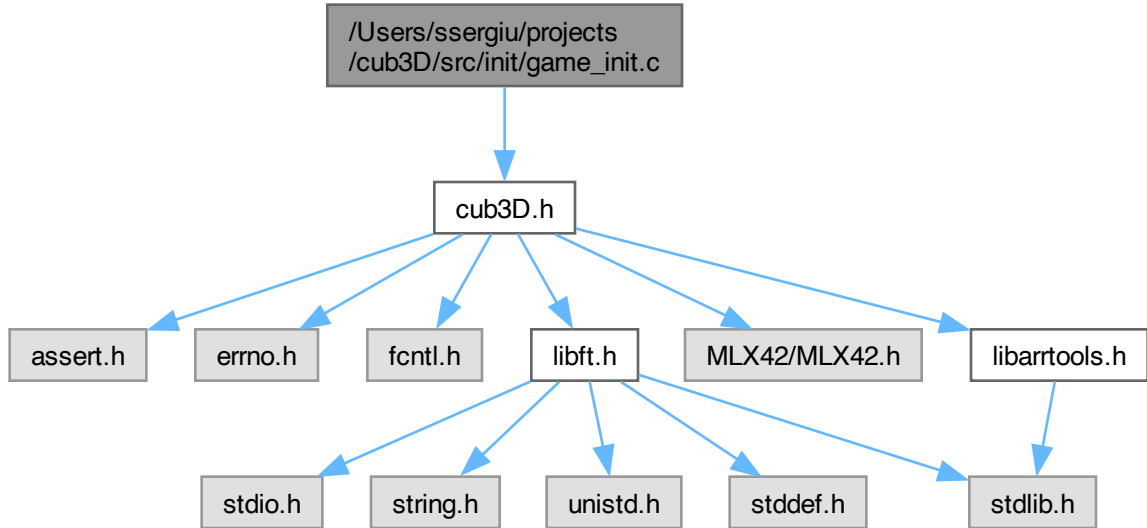 /Users/ssergiu/projects
/cub3D/src/init/game_init.c
cub3D.h
assert.h
errno.h
fcntl.h
libft.h
MLX42/MLX42.h
libarrtools.h
stdio.h
string.h
unistd.h
stddef.h
stdlib.h